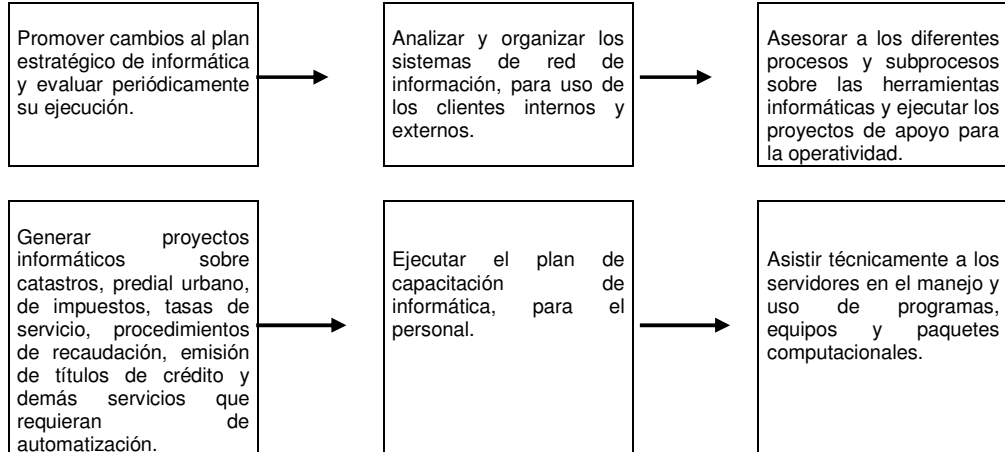 Promover cambios al plan
estratégico de informática
y evaluar periódicamente
su ejecución.
Analizar y organizar los
sistemas de red de
información, para uso de
los clientes internos y
externos.
Asesorar a los diferentes
procesos y subprocesos
sobre las herramientas
informáticas y ejecutar los
proyectos de apoyo para
la operatividad.
Generar proyectos
informáticos sobre
catastros, predial urbano,
de impuestos, tasas de
servicio, procedimientos
de recaudación, emisión
de títulos de crédito y
demás servicios que
requieran de
automatización.
Ejecutar el plan de
capacitación de
informática, para el
personal.
Asistir técnicamente a los
servidores en el manejo y
uso de programas,
equipos y paquetes
computacionales.